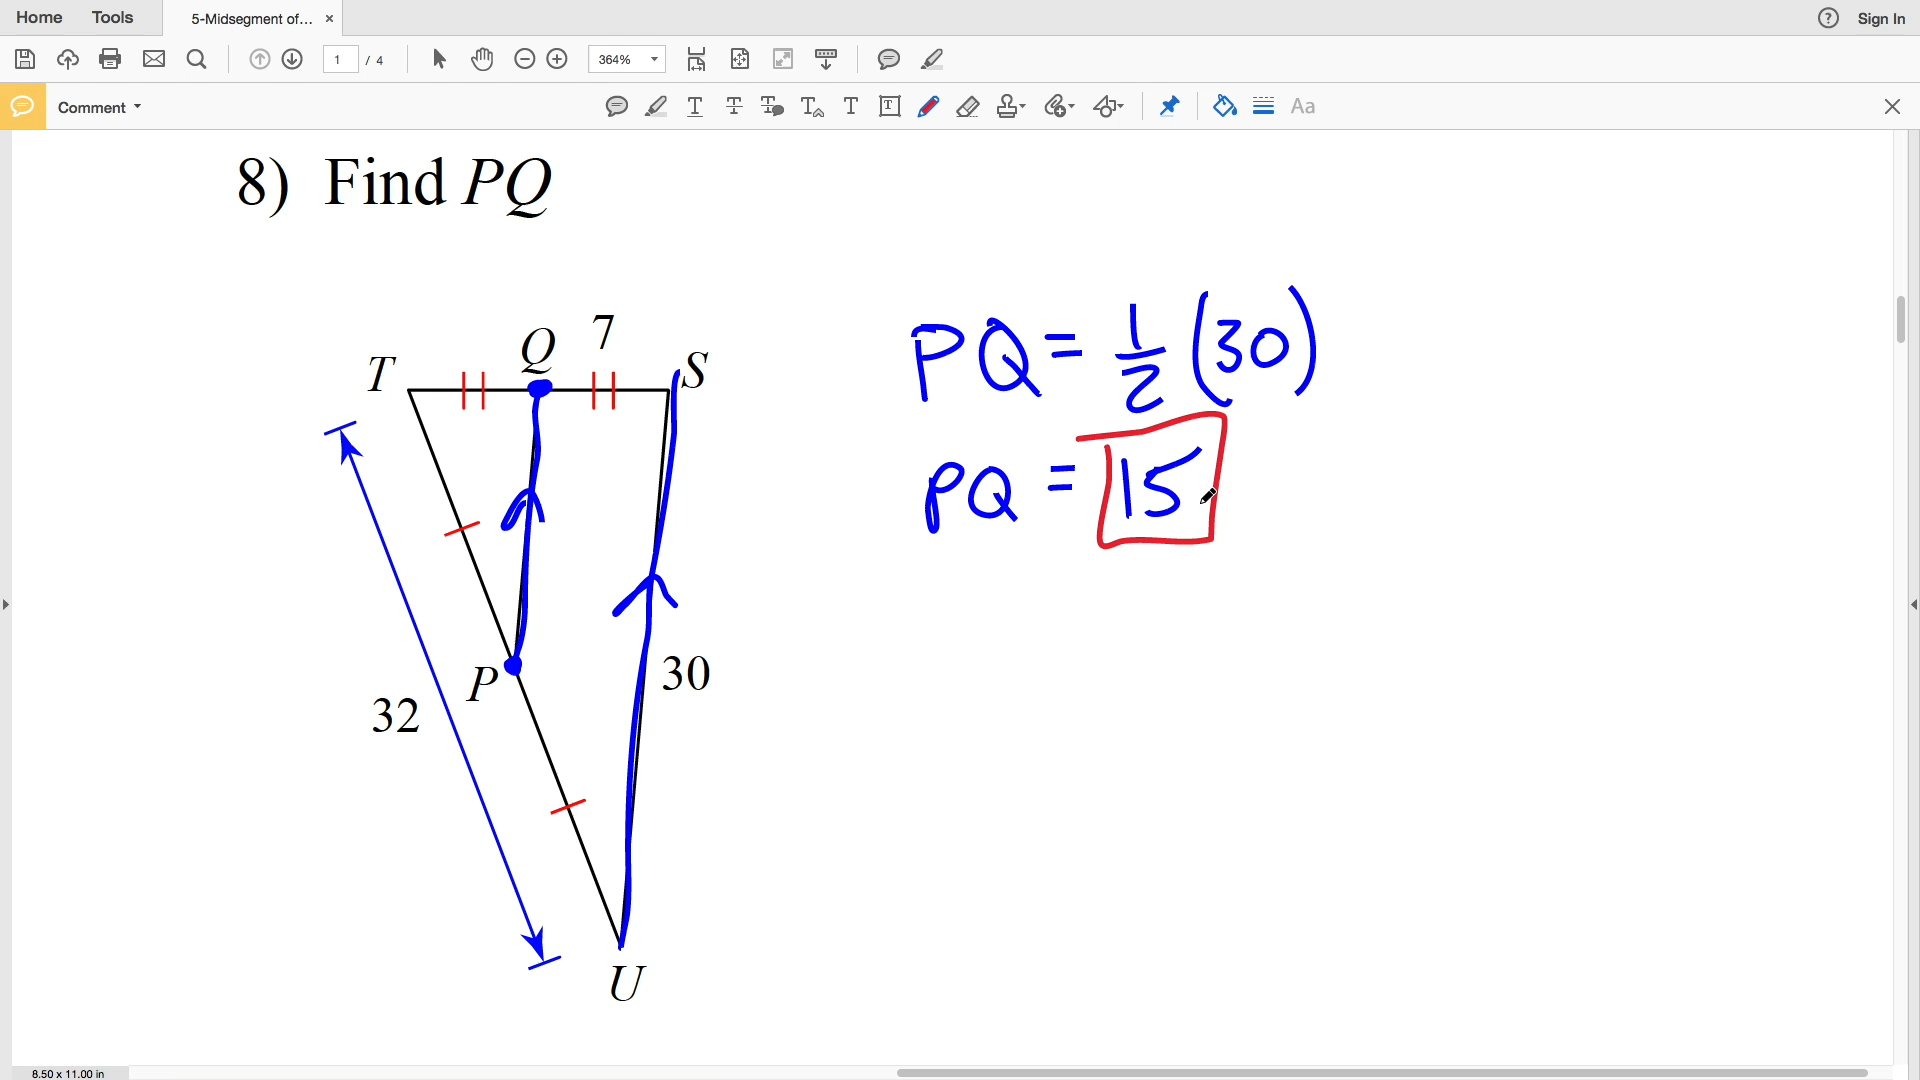 Home Tools 5-Midsegment of... × Sign In
1 / 4 364%
Comment Aa
8) Find PQ
T Q 7 S
P
32
30
U
PQ = 1/2 (30)
PQ = 15
8.50 x 11.00 in